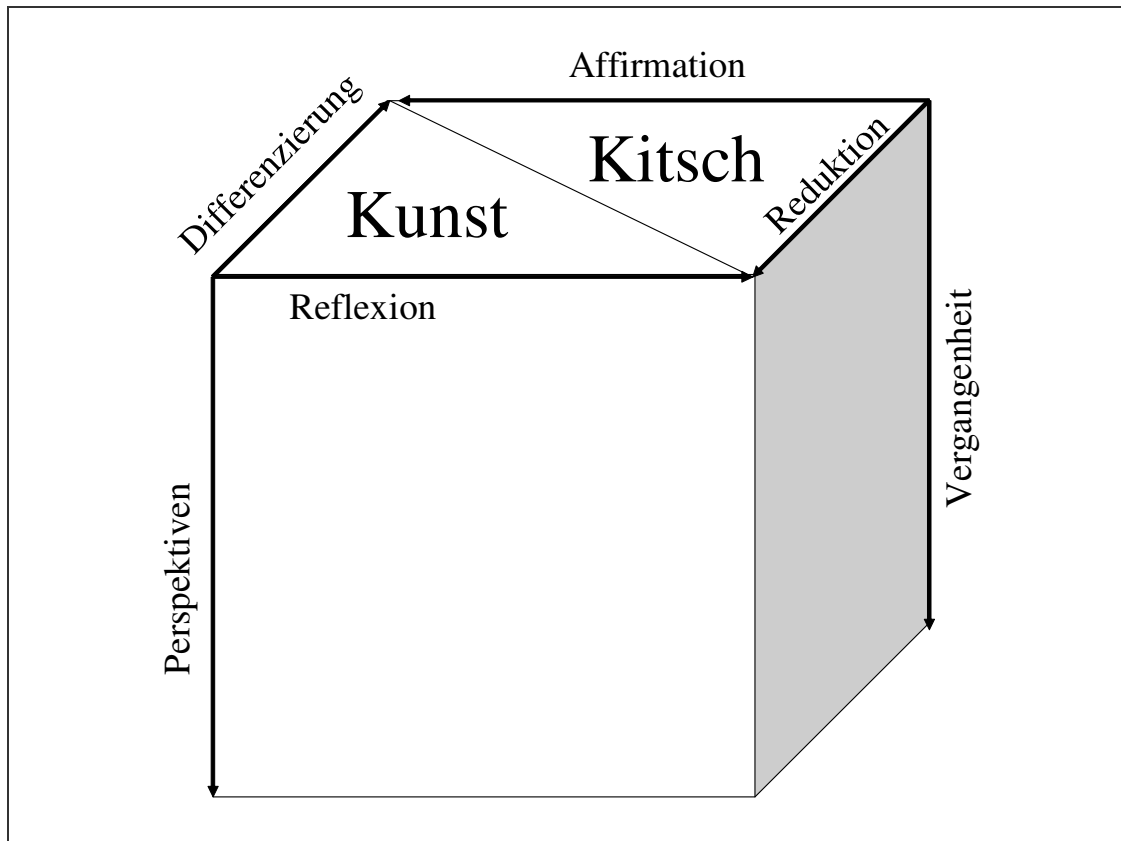 Affirmation
Differenzierung
Kitsch
Reduktion
Kunst
Reflexion
Vergangenheit
Perspektiven